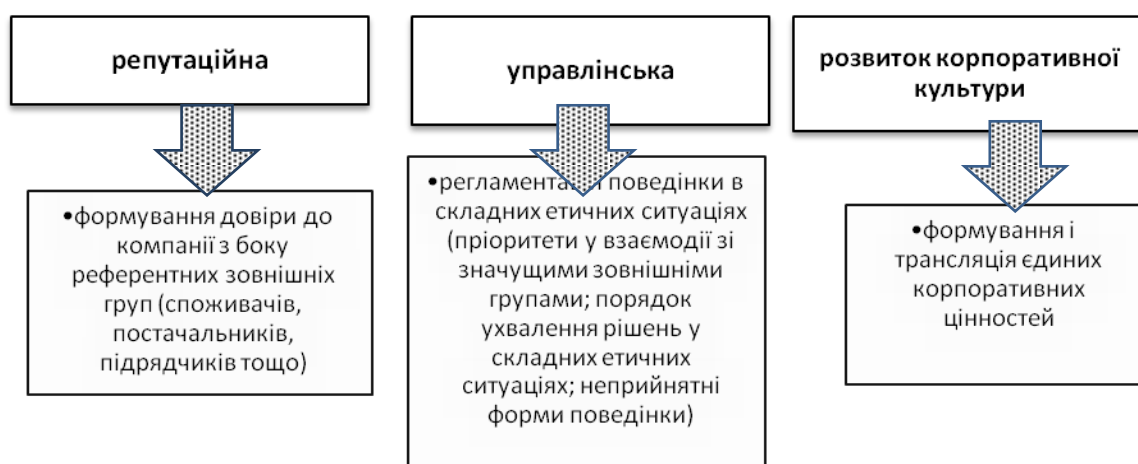 репутаційна
•формування довіри до
компанії з боку
референтних зовнішніх
груп (споживачів,
постачальників,
підрядчиків тощо)
управлінська
поведінки в
складних етичних ситуаціях
(пріоритети у взаємодії зі
значущими зовнішніми
групами; порядок
ухвалення рішень у
складних етичних
ситуаціях; неприйнятні
форми поведінки)
розвиток корпоративної
культури
•формування і
трансляція єдиних
корпоративних
цінностей